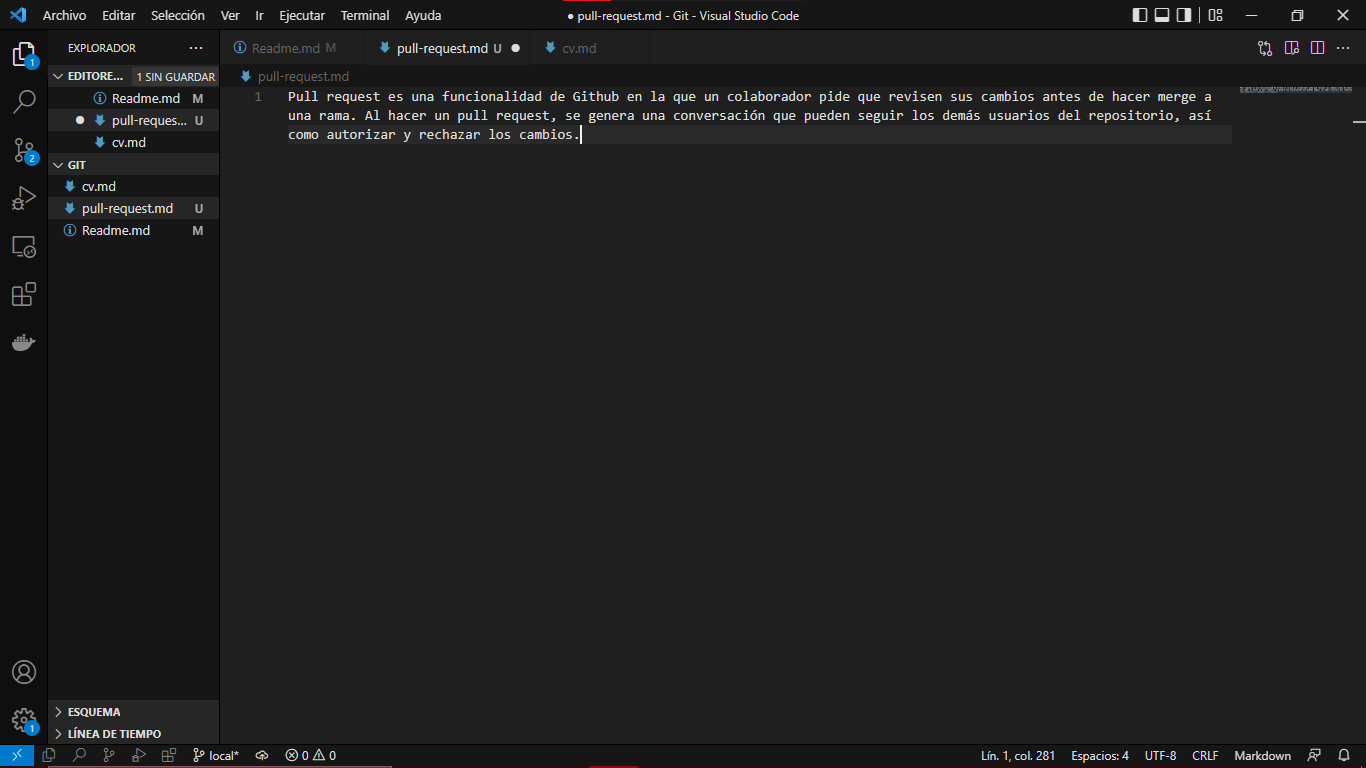 Archivo Editar Selección Ver Ir Ejecutar Terminal Ayuda
● pull-request.md - Git - Visual Studio Code
EXPLORADOR
EDITORE... 1 SIN GUARDAR
Readme.md M
pull-reques... U
cv.md
GIT
cv.md
pull-request.md U
Readme.md M
ESQUEMA
LÍNEA DE TIEMPO
1
2
1
Readme.md M
pull-request.md U
cv.md
pull-request.md
1 Pull request es una funcionalidad de Github en la que un colaborador pide que revisen sus cambios antes de hacer merge a
una rama. Al hacer un pull request, se genera una conversación que pueden seguir los demás usuarios del repositorio, así
como autorizar y rechazar los cambios.
local* 0 0
Lín. 1, col. 281 Espacios: 4 UTF-8 CRLF Markdown